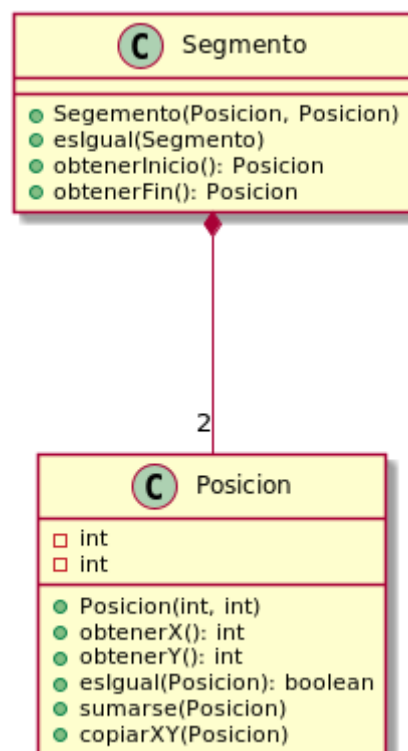 C Segmento
Segemento(Posicion, Posicion)
esIgual(Segmento)
obtenerInicio(): Posicion
obtenerFin(): Posicion
2
C Posicion
int
int
Posicion(int, int)
obtenerX(): int
obtenerY(): int
esIgual(Posicion): boolean
sumarse(Posicion)
copiarXY(Posicion)